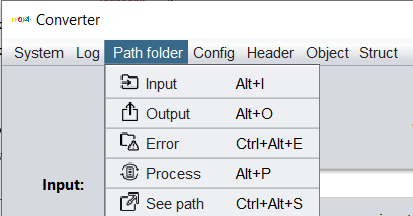 Converter
System Log Path folder Config Header Object Struct
Input Alt+I
Output Alt+O
Error Ctrl+Alt+E
Process Alt+P
See path Ctrl+Alt+S
Input: